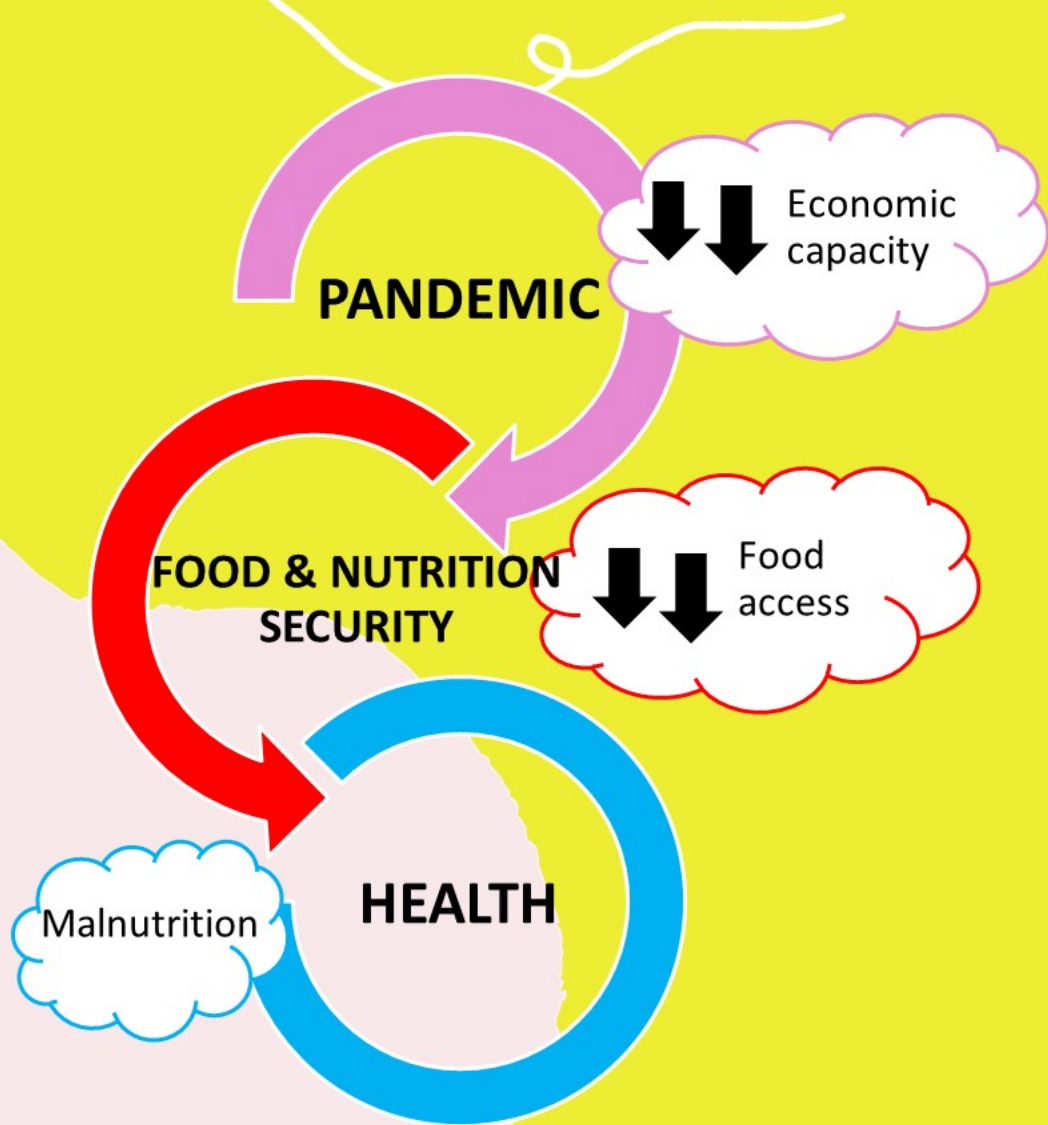 Economic
capacity
PANDEMIC
Food
access
FOOD & NUTRITION
SECURITY
Malnutrition
HEALTH